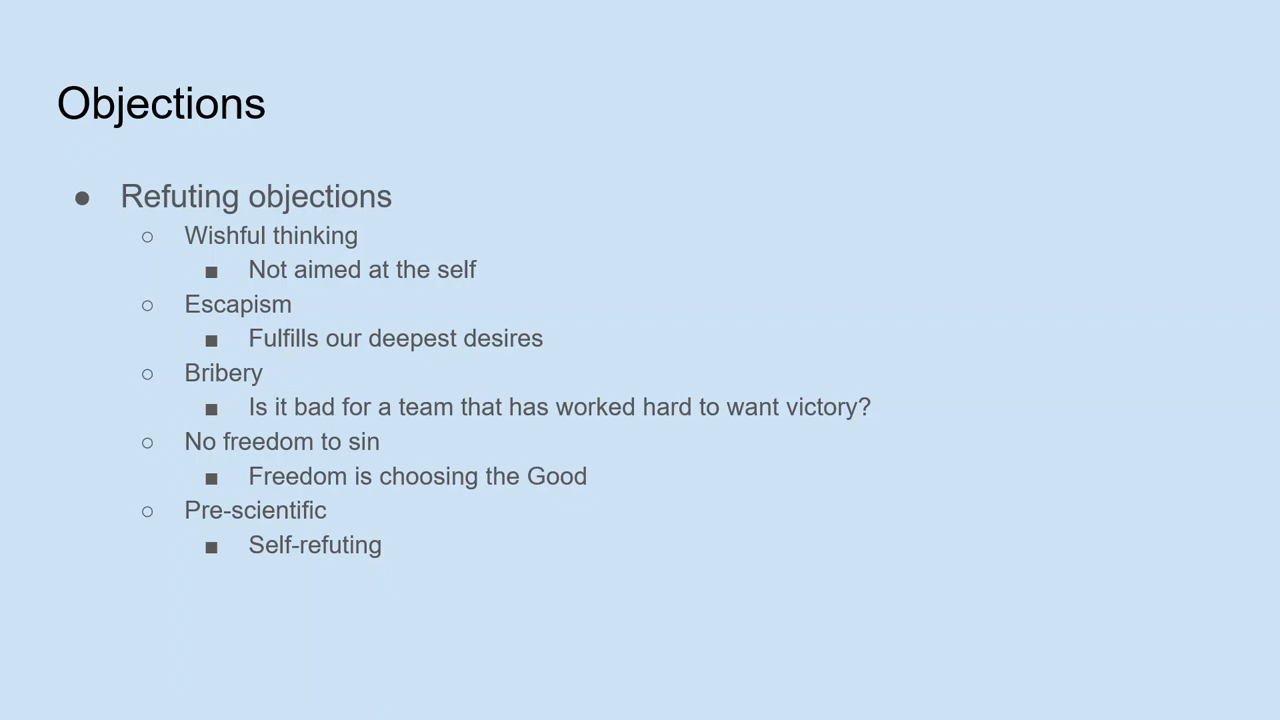 Objections
● Refuting objections
○ Wishful thinking
■ Not aimed at the self
○ Escapism
■ Fulfills our deepest desires
○ Bribery
■ Is it bad for a team that has worked hard to want victory?
○ No freedom to sin
■ Freedom is choosing the Good
○ Pre-scientific
■ Self-refuting